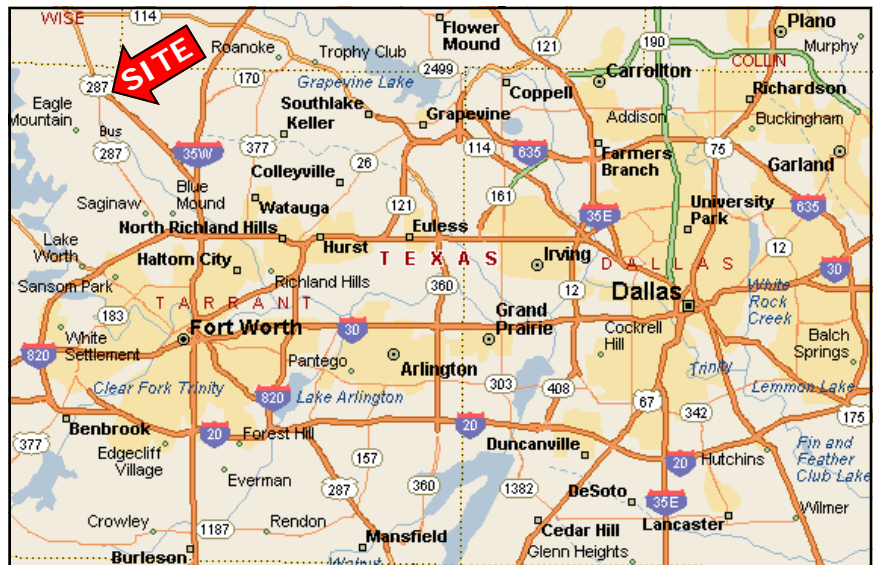 WISE
114
Flower
Mound
121
190
Plano
Murphy
SITE
Roanoke
Trophy Club
2499
Carrollton
COLLIN
287
170
Grapevine Lake
Coppell
Richardson
Eagle
Mountain
Southlake
Keller
Grapevine
Addison
Buckingham
Bus
287
35W
377
26
114
635
Farmers
Branch
75
Garland
Colleyville
Blue
Mound
Watauga
121
161
35E
University
Park
635
Saginaw
North Richland Hills
Hurst
Euless
12
Lake
Worth
Haltom City
TEXAS
Irving
DALLAS
30
Sansom Park
Richland Hills
360
12
Dallas
White
Rock
Creek
TARRANT
183
Fort Worth
30
Grand
Prairie
Cockrell
Hill
Balch
Springs
White
Settlement
820
Pantego
Arlington
Trinity
Clear Fork Trinity
820
Lake Arlington
303
408
67
Lemmon Lake
342
175
Benbrook
20
Forest Hill
20
Duncanville
377
Edgecliff
Village
157
20
Hutchins
Fin and
Feather
Club Lake
Everman
287
360
1382
DeSoto
35E
Wilmer
Crowley
1187
Rendon
Mansfield
Cedar Hill
Lancaster
Burleson
Walnut
Glenn Heights